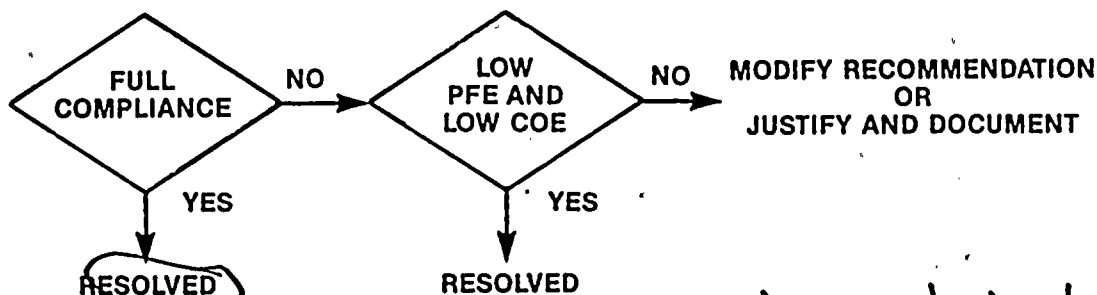 FULL
COMPLIANCE
NO
LOW
PFE AND
LOW COE
NO
MODIFY RECOMMENDATION
OR
JUSTIFY AND DOCUMENT
YES
YES
RESOLVED
RESOLVED